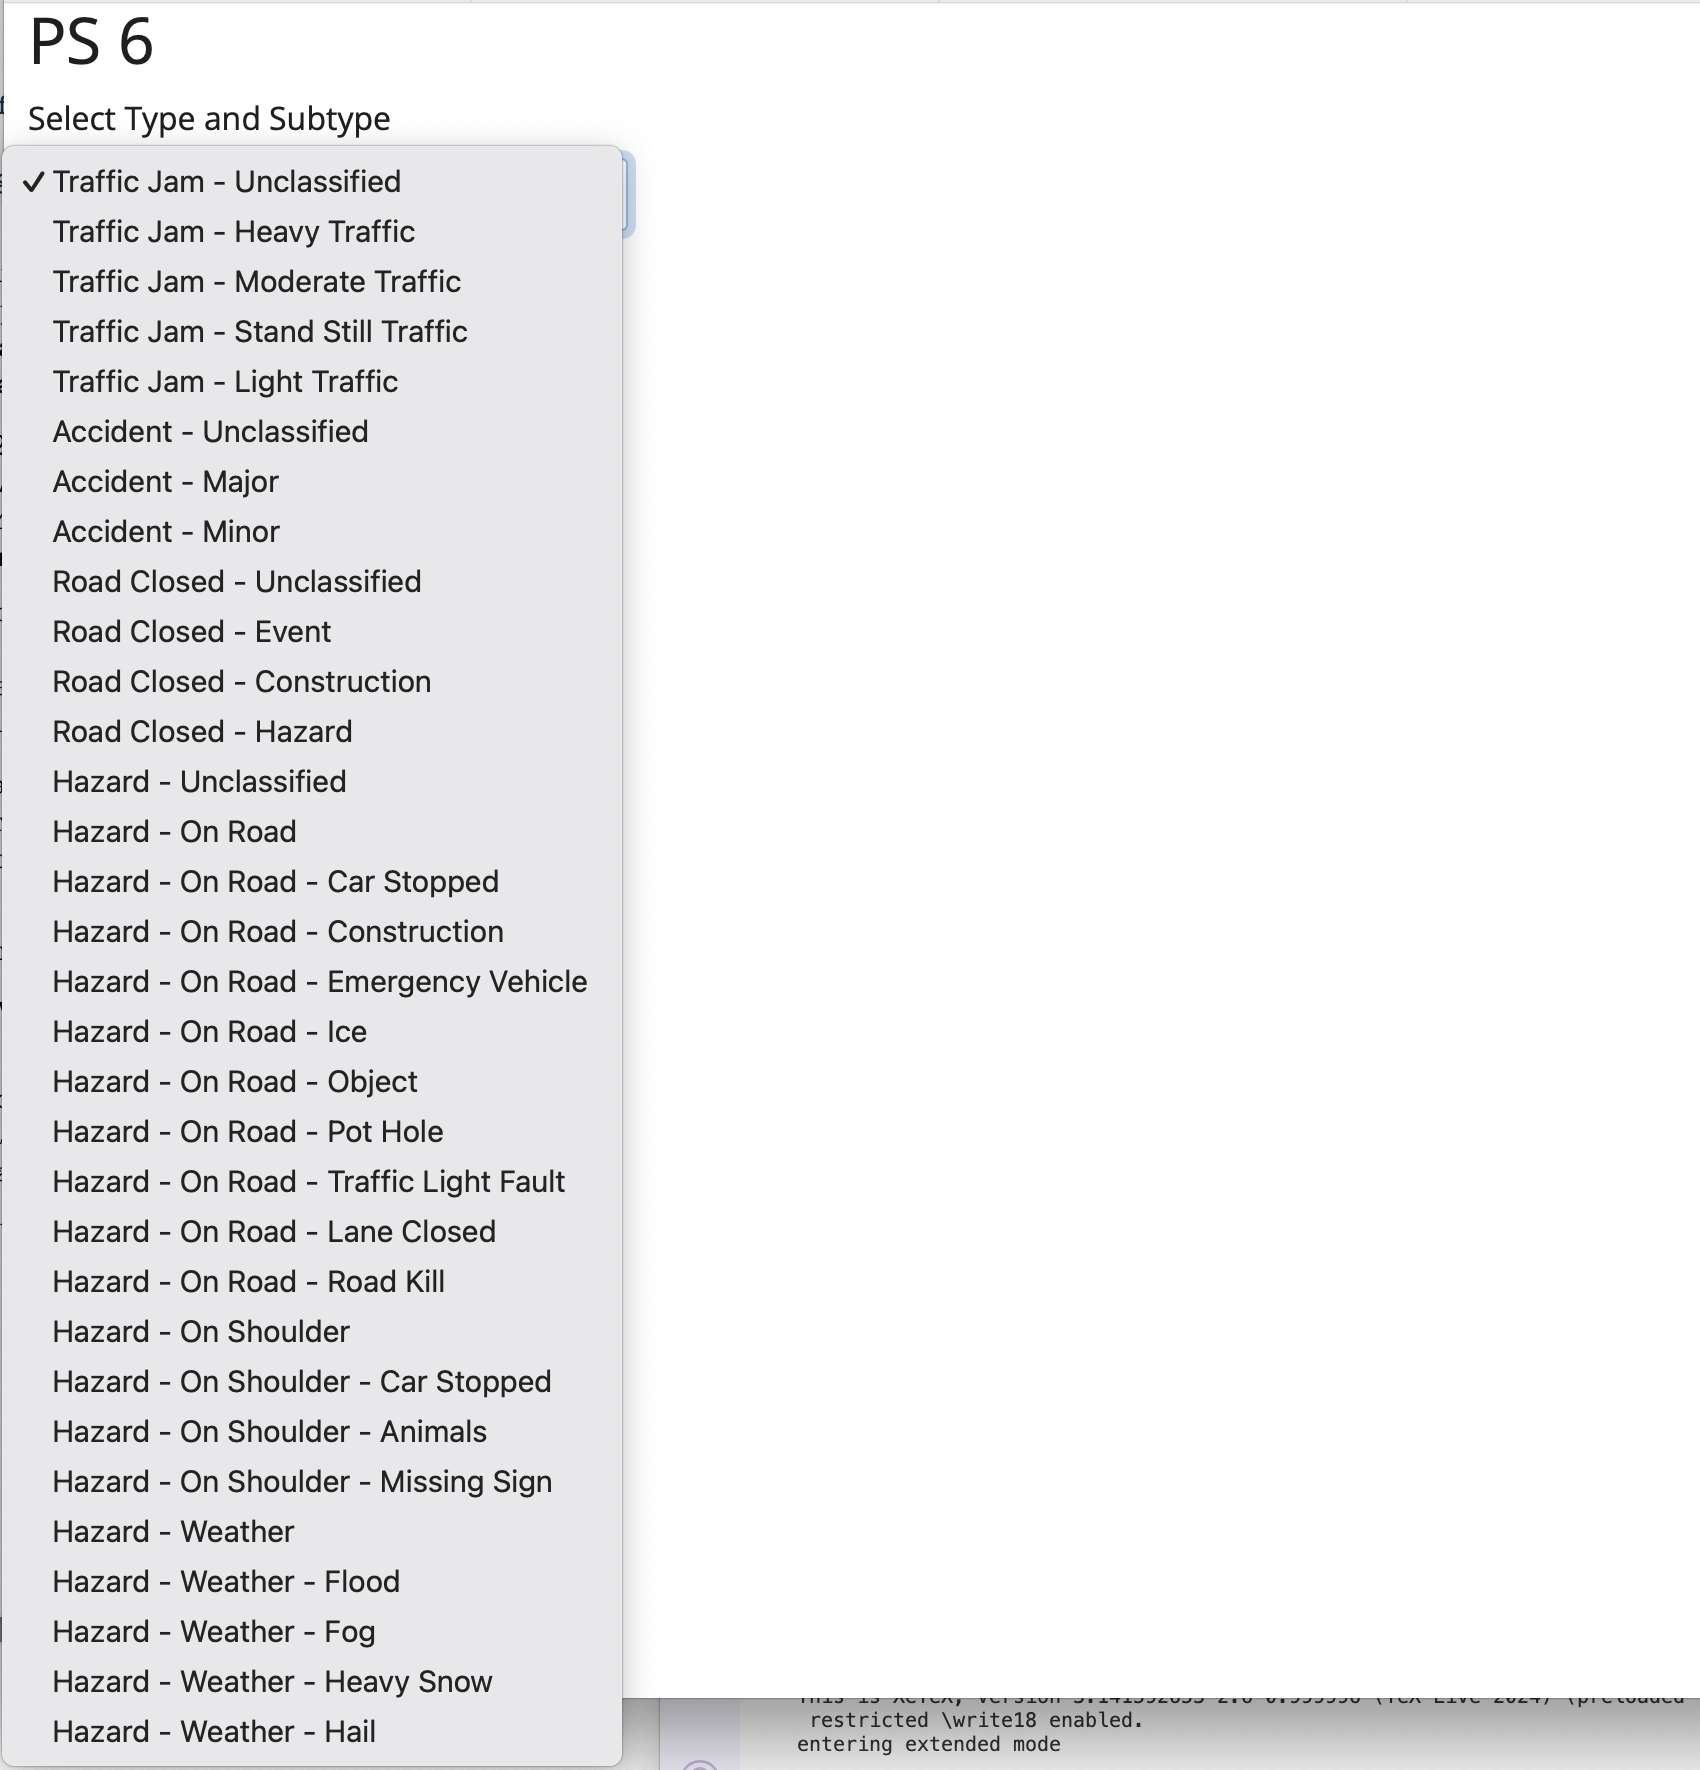 PS 6
Select Type and Subtype
✓ Traffic Jam - Unclassified
Traffic Jam - Heavy Traffic
Traffic Jam - Moderate Traffic
Traffic Jam - Stand Still Traffic
Traffic Jam - Light Traffic
Accident - Unclassified
Accident - Major
Accident - Minor
Road Closed - Unclassified
Road Closed - Event
Road Closed - Construction
Road Closed - Hazard
Hazard - Unclassified
Hazard - On Road
Hazard - On Road - Car Stopped
Hazard - On Road - Construction
Hazard - On Road - Emergency Vehicle
Hazard - On Road - Ice
Hazard - On Road - Object
Hazard - On Road - Pot Hole
Hazard - On Road - Traffic Light Fault
Hazard - On Road - Lane Closed
Hazard - On Road - Road Kill
Hazard - On Shoulder
Hazard - On Shoulder - Car Stopped
Hazard - On Shoulder - Animals
Hazard - On Shoulder - Missing Sign
Hazard - Weather
Hazard - Weather - Flood
Hazard - Weather - Fog
Hazard - Weather - Heavy Snow
Hazard - Weather - Hail
restricted \write18 enabled.
entering extended mode